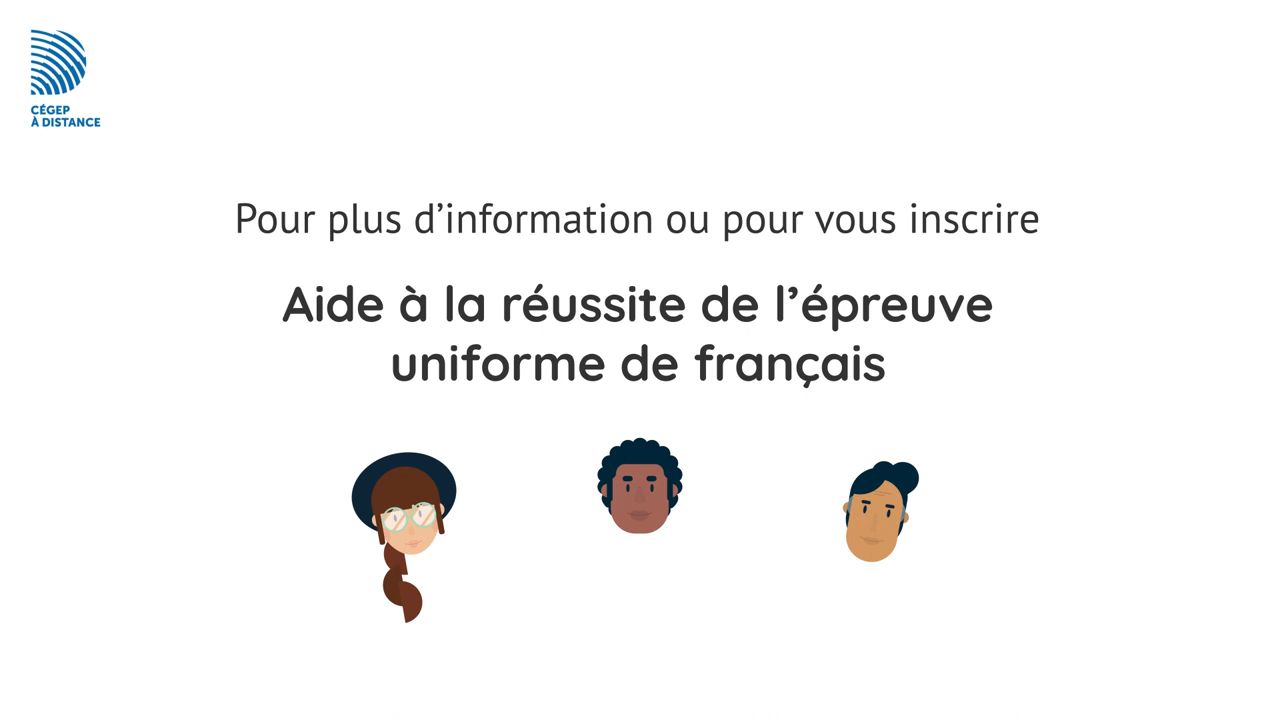 CÉGEP
À DISTANCE
Pour plus d’information ou pour vous inscrire
Aide à la réussite de l’épreuve
uniforme de français